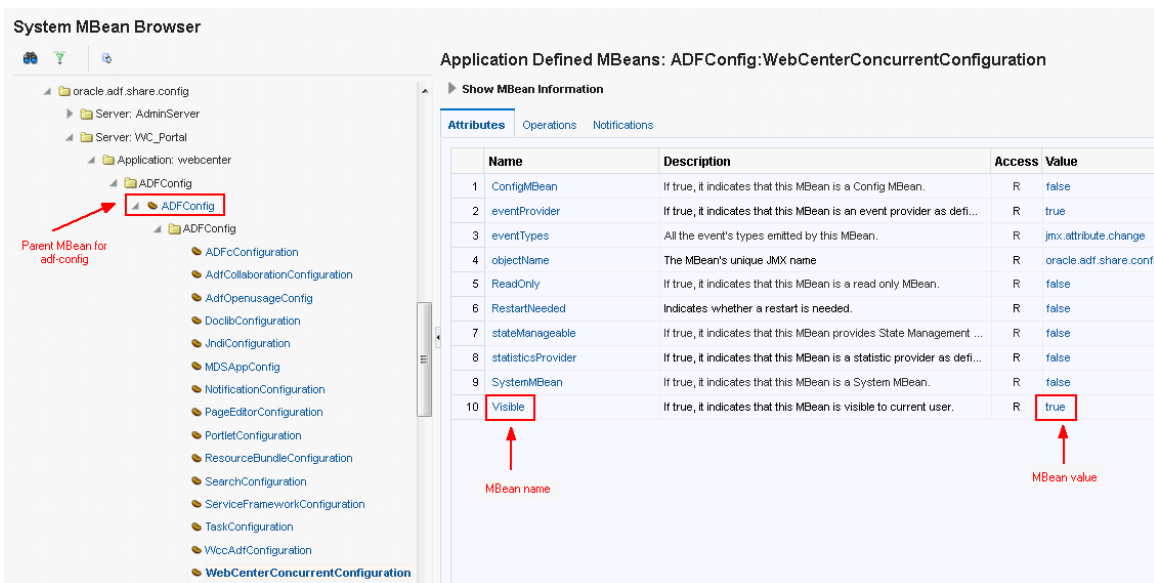 System MBean Browser
oracle.adf.share.config
Server: AdminServer
Server: WC_Portal
Application: webcenter
ADFConfig
ADFConfig
ADFConfig
Parent MBean for
adf-config
ADFcConfiguration
AdfCollaborationConfiguration
AdfOpenusageConfig
DoclibConfiguration
JndiConfiguration
MDSAppConfig
NotificationConfiguration
PageEditorConfiguration
PortletConfiguration
ResourceBundleConfiguration
SearchConfiguration
ServiceFrameworkConfiguration
TaskConfiguration
WccAdfConfiguration
WebCenterConcurrentConfiguration
Application Defined MBeans: ADFConfig:WebCenterConcurrentConfiguration
Show MBean Information
Attributes Operations Notifications
Name Description Access Value
1 ConfigMBean If true, it indicates that this MBean is a Config MBean. R false
2 eventProvider If true, it indicates that this MBean is an event provider as defi... R true
3 eventTypes All the event's types emitted by this MBean. R jmx.attribute.change
4 objectName The MBean's unique JMX name R oracle.adf.share.conf
5 ReadOnly If true, it indicates that this MBean is a read only MBean. R false
6 RestartNeeded Indicates whether a restart is needed. R false
7 stateManageable If true, it indicates that this MBean provides State Management ... R false
8 statisticsProvider If true, it indicates that this MBean is a statistic provider as defi... R false
9 SystemMBean If true, it indicates that this MBean is a System MBean. R false
10 Visible If true, it indicates that this MBean is visible to current user. R true
MBean name
MBean value